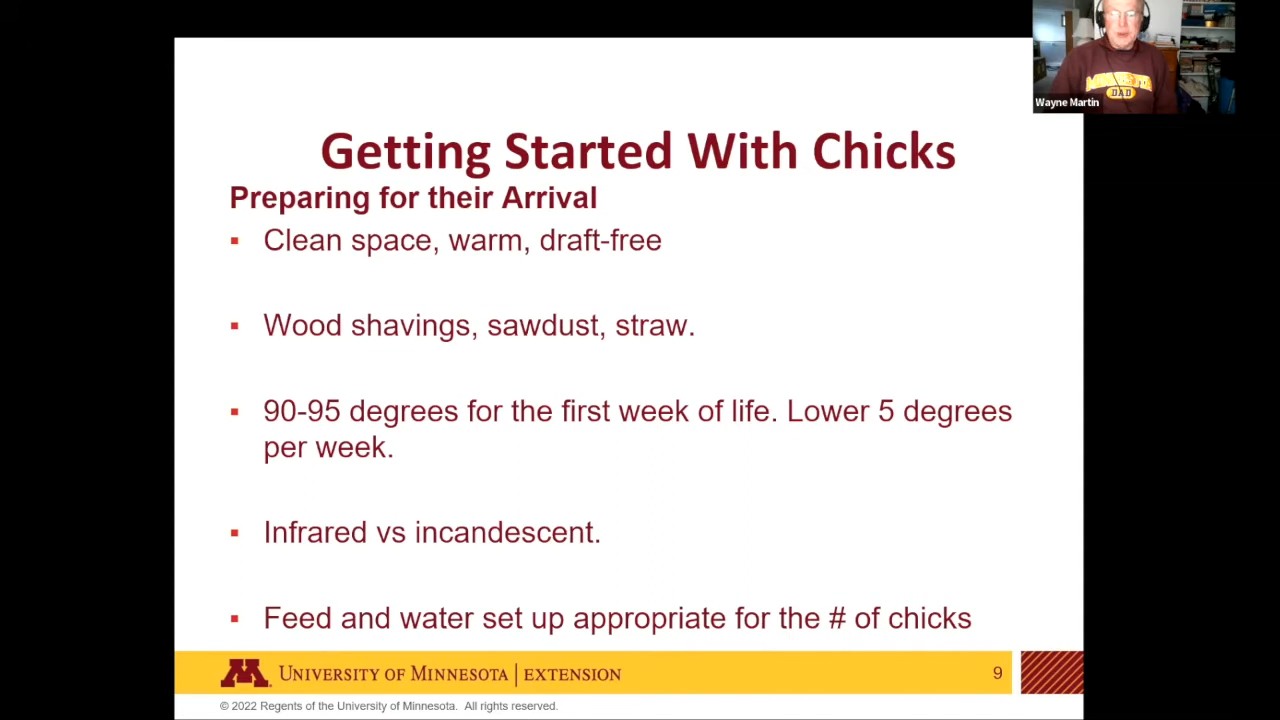 Getting Started With Chicks
Preparing for their Arrival
▪ Clean space, warm, draft-free
▪ Wood shavings, sawdust, straw.
▪ 90-95 degrees for the first week of life. Lower 5 degrees
per week.
▪ Infrared vs incandescent.
▪ Feed and water set up appropriate for the # of chicks
M UNIVERSITY OF MINNESOTA | EXTENSION
9
© 2022 Regents of the University of Minnesota. All rights reserved.
MINNESOTA
DAD
Wayne Martin